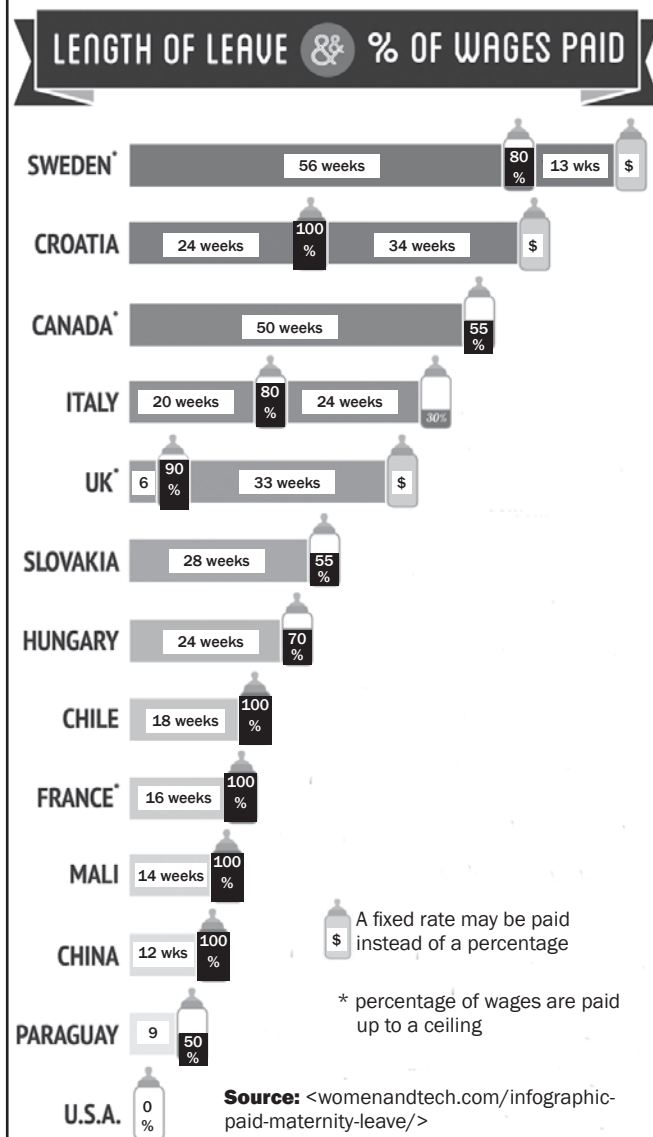 LENGTH OF LEAVE && % OF WAGES PAID
SWEDEN* 56 weeks 80 % 13 wks $
CROATIA 24 weeks 100 % 34 weeks $
CANADA* 50 weeks 55 %
ITALY 20 weeks 80 % 24 weeks 30%
UK* 6 90 % 33 weeks $
SLOVAKIA 28 weeks 55 %
HUNGARY 24 weeks 70 %
CHILE 18 weeks 100 %
FRANCE* 16 weeks 100 %
MALI 14 weeks 100 %
CHINA 12 wks 100 %
PARAGUAY 9 50 %
U.S.A. 0 %
$ A fixed rate may be paid
instead of a percentage
* percentage of wages are paid
up to a ceiling
Source: <womenandtech.com/infographic-
paid-maternity-leave/>